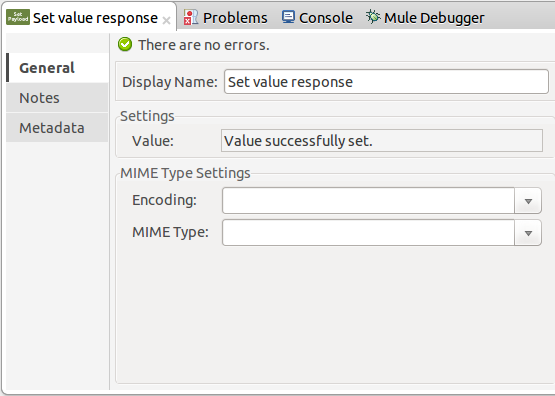 Set Payload
Set value response
Problems
Console
Mule Debugger
There are no errors.
General
Notes
Metadata
Display Name: Set value response
Settings
Value: Value successfully set.
MIME Type Settings
Encoding:
MIME Type: